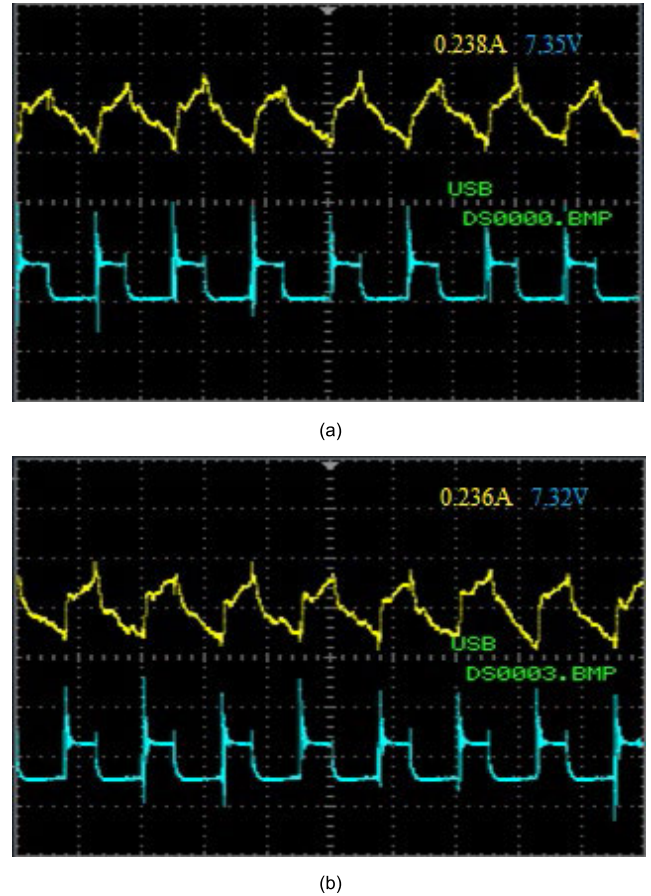 0.238A 7.35V
USB
DS0000.BMP
(a)
0.236A 7.32V
USB
DS0003.BMP
(b)